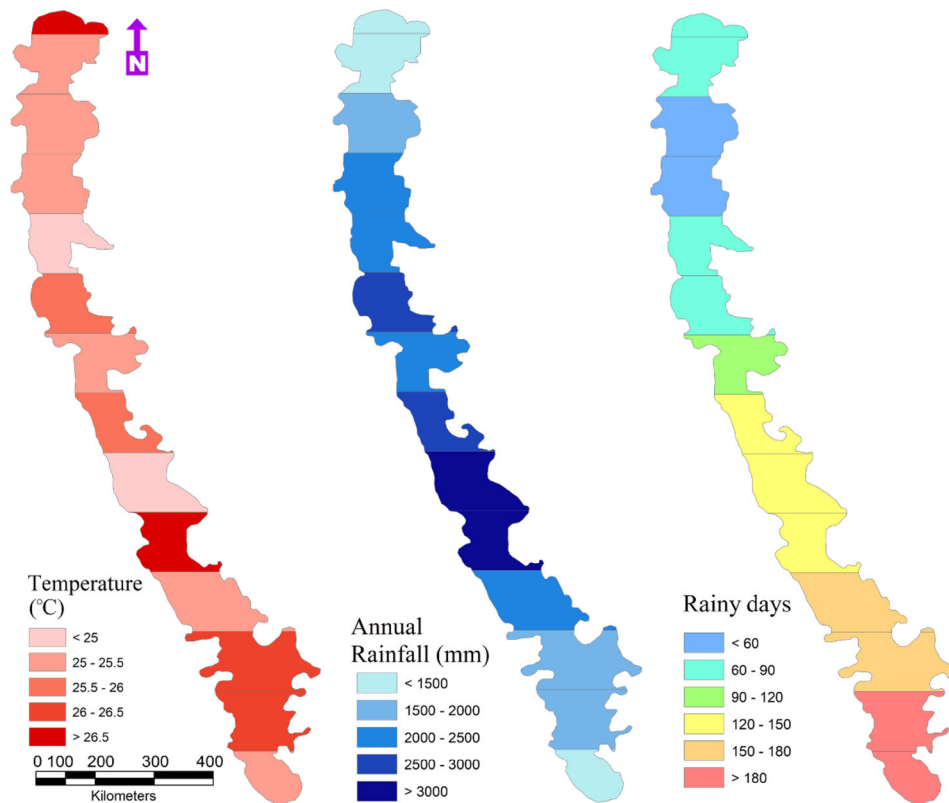 N
Temperature
(℃)
< 25
25 - 25.5
25.5 - 26
26 - 26.5
> 26.5
0 100 200 300 400
Kilometers
Annual
Rainfall (mm)
< 1500
1500 - 2000
2000 - 2500
2500 - 3000
> 3000
Rainy days
< 60
60 - 90
90 - 120
120 - 150
150 - 180
> 180